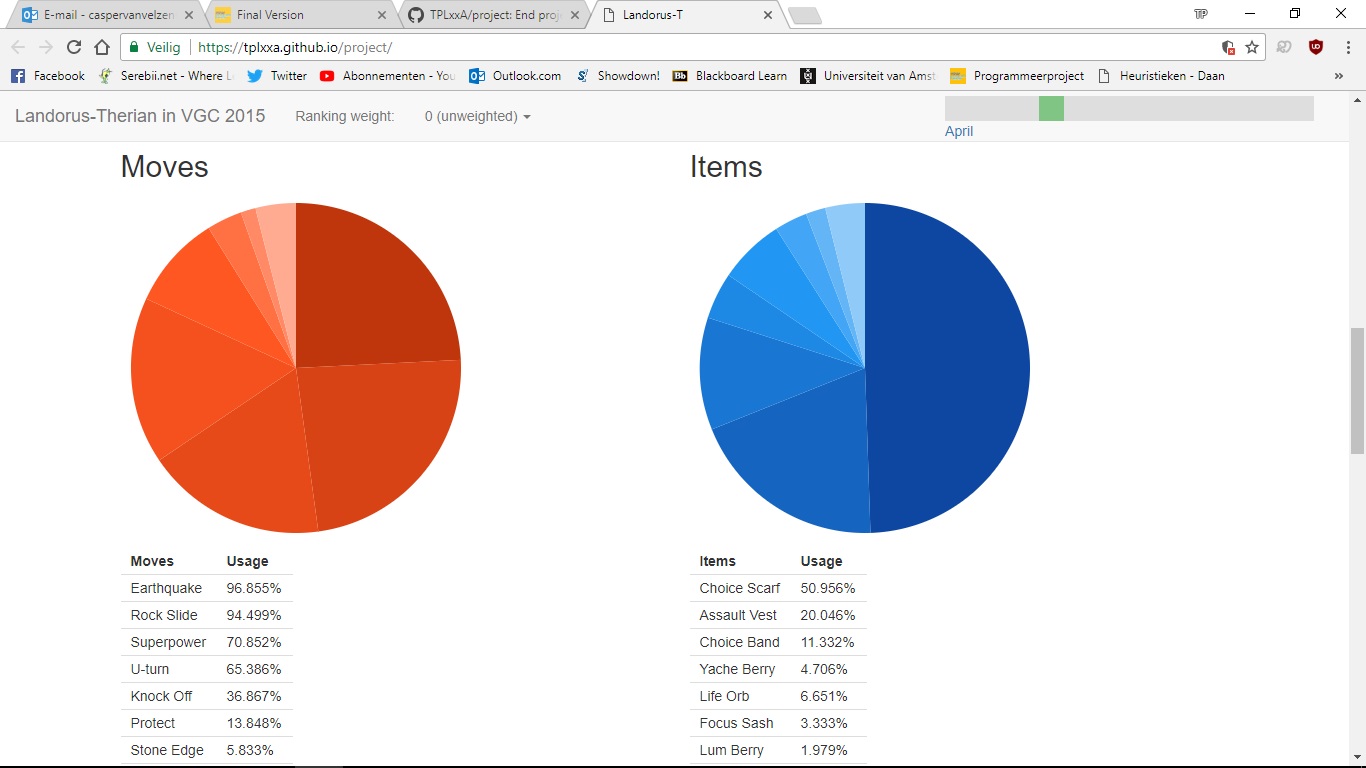 E-mail - caspervanvelzen
Final Version
TPLxxA/project: End proj
Landorus-T
TP
Veilig
https://tplxxa.github.io/project/
Facebook
Serebii.net - Where L
Twitter
Abonnementen - You
Outlook.com
Showdown!
Bb
Blackboard Learn
Universiteit van Amst
Programmeerproject
Heuristieken - Daan
»
Landorus-Therian in VGC 2015
Ranking weight:
0 (unweighted)
April
Moves
Items
Moves Usage
Earthquake 96.855%
Rock Slide 94.499%
Superpower 70.852%
U-turn 65.386%
Knock Off 36.867%
Protect 13.848%
Stone Edge 5.833%
Items Usage
Choice Scarf 50.956%
Assault Vest 20.046%
Choice Band 11.332%
Yache Berry 4.706%
Life Orb 6.651%
Focus Sash 3.333%
Lum Berry 1.979%